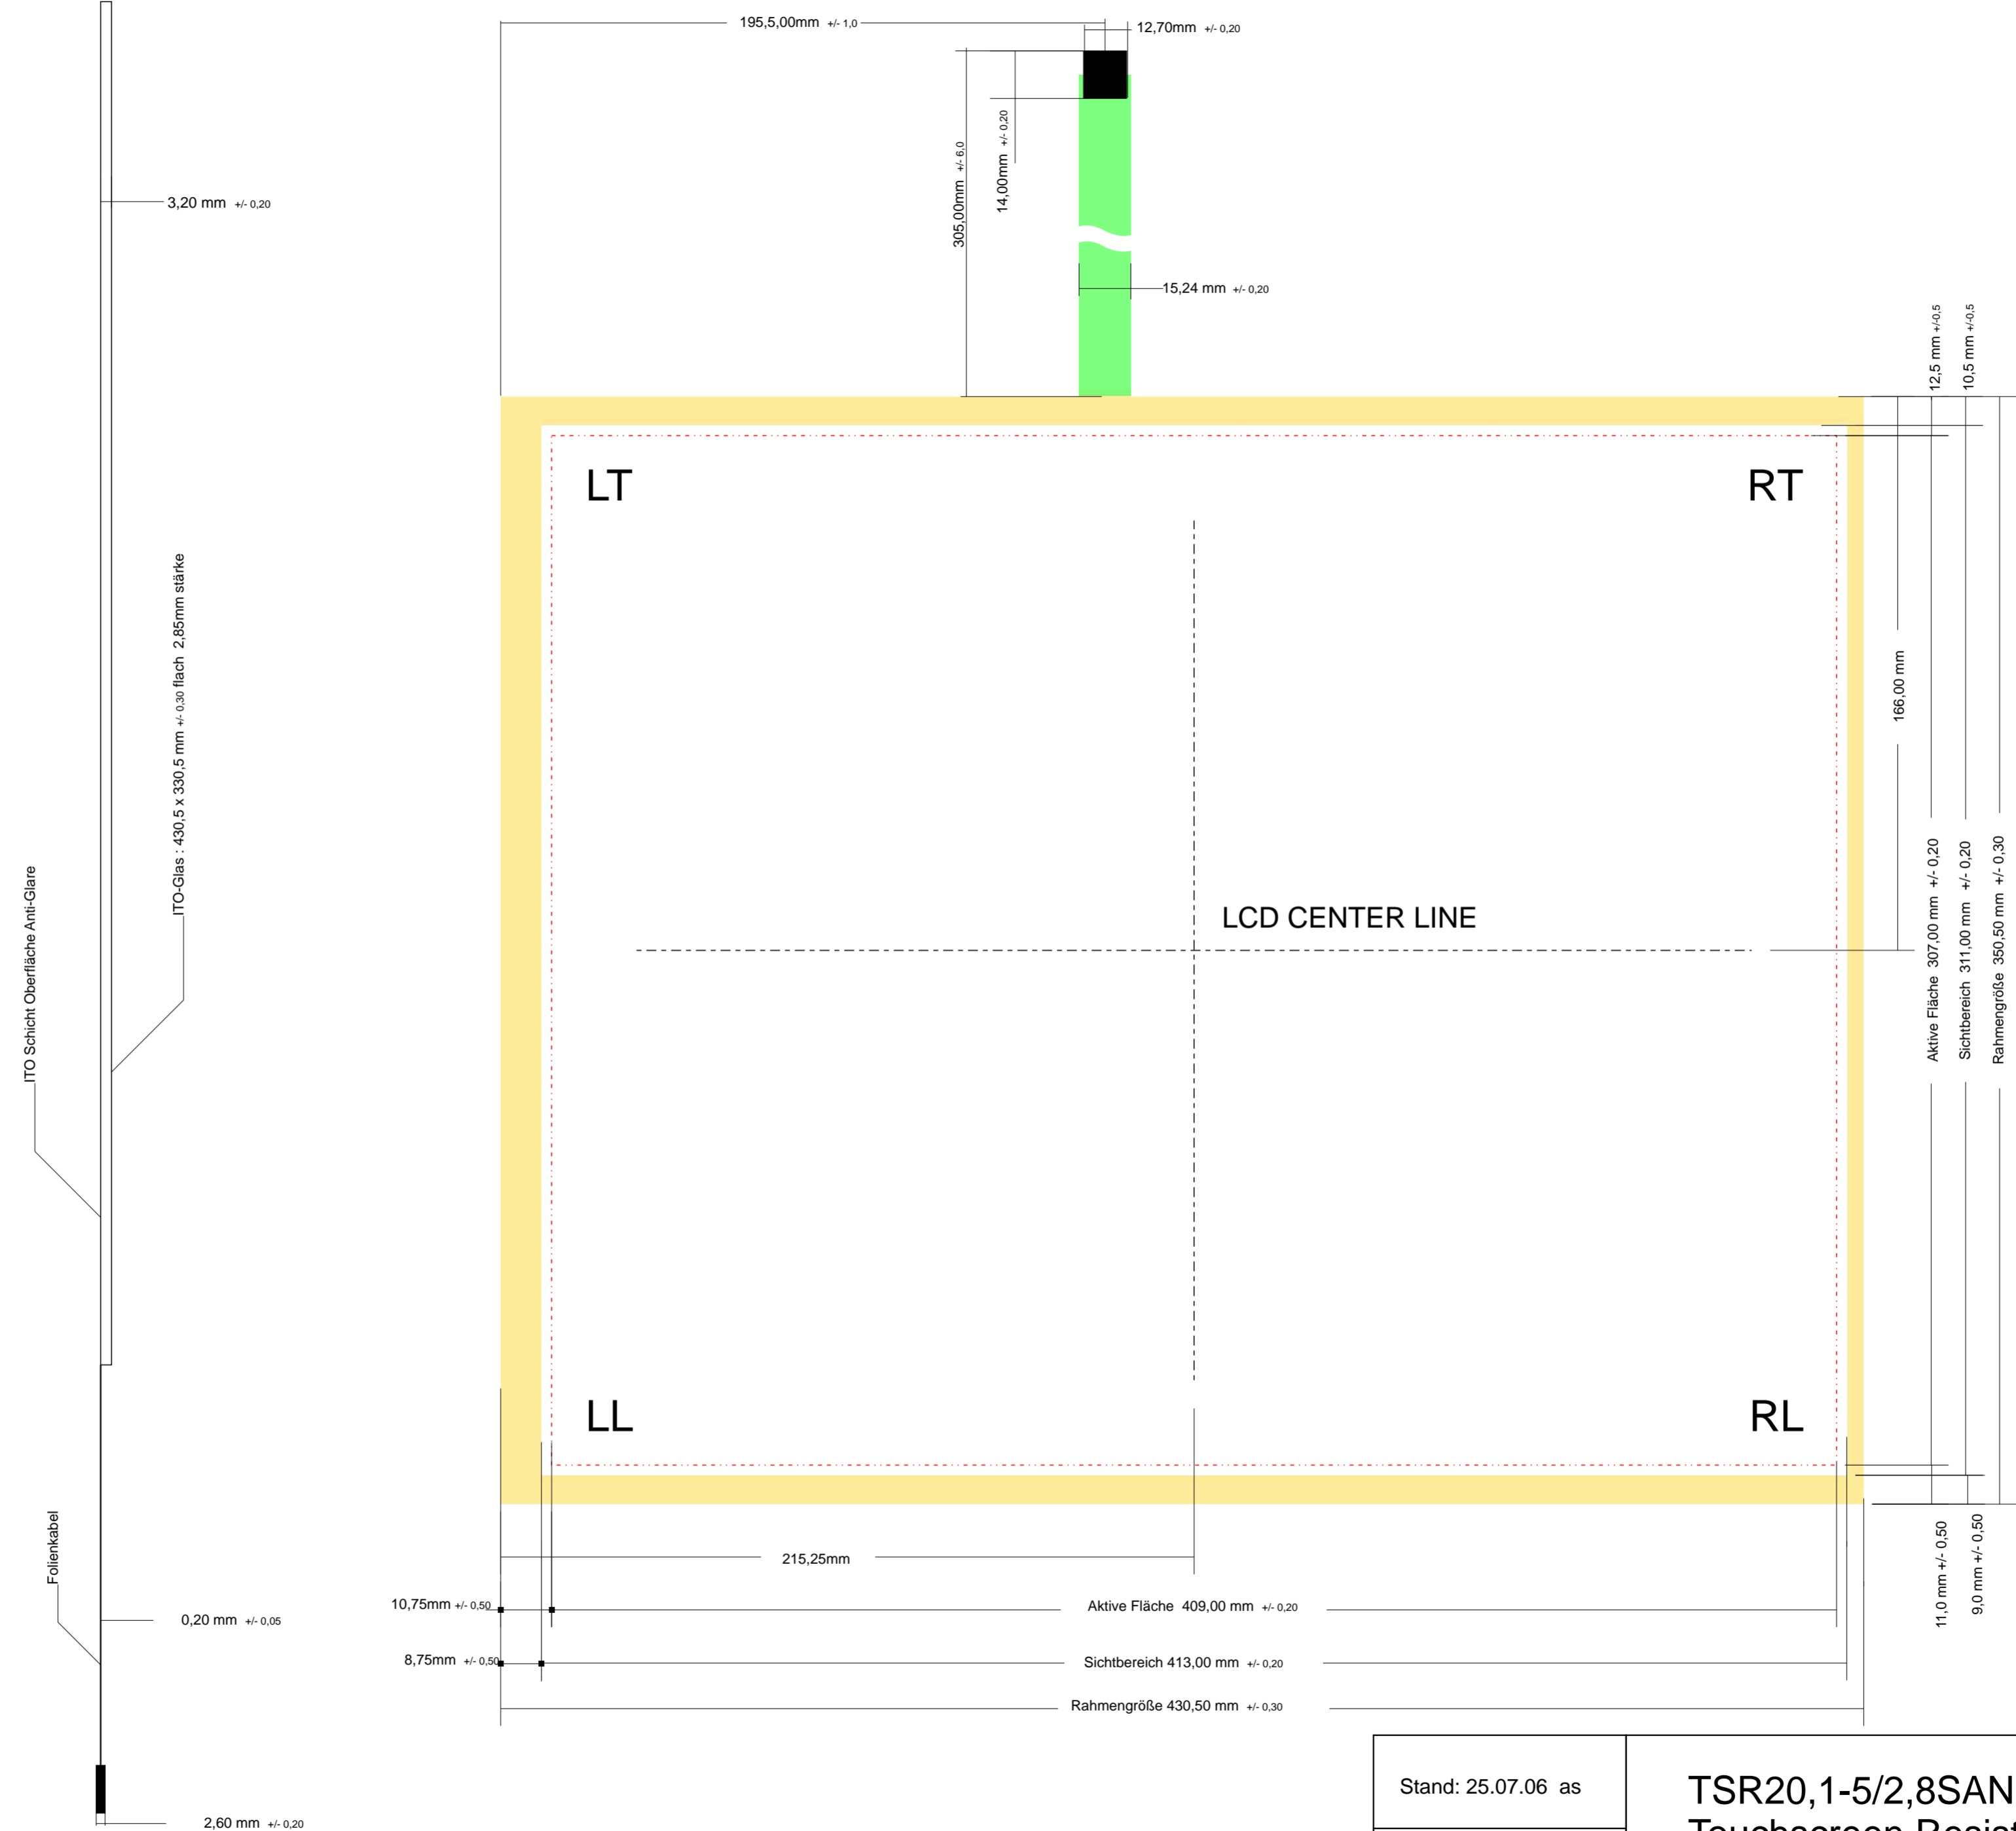 195,5,00mm +/- 1,0
12,70mm +/- 0,20
305,00mm +/- 6,0
14,00mm +/- 0,20
3,20 mm +/- 0,20
15,24 mm +/- 0,20
12,5 mm +/-0,5
10,5 mm +/-0,5
LT
RT
ITO-Glas : 430,5 x 330,5 mm +/- 0,30 flach 2,85mm stärke
166,00 mm
ITO Schicht Oberfläche Anti-Glare
LCD CENTER LINE
Aktive Fläche 307,00 mm +/- 0,20
Sichtbereich 311,00 mm +/- 0,20
Rahmengröße 350,50 mm +/- 0,30
LL
RL
Folienkabel
215,25mm
11,0 mm +/- 0,50
9,0 mm +/- 0,50
10,75mm +/- 0,50
Aktive Fläche 409,00 mm +/- 0,20
0,20 mm +/- 0,05
8,75mm +/- 0,50
Sichtbereich 413,00 mm +/- 0,20
Rahmengröße 430,50 mm +/- 0,30
Stand: 25.07.06 as
TSR20,1-5/2,8SAN
2,60 mm +/- 0,20